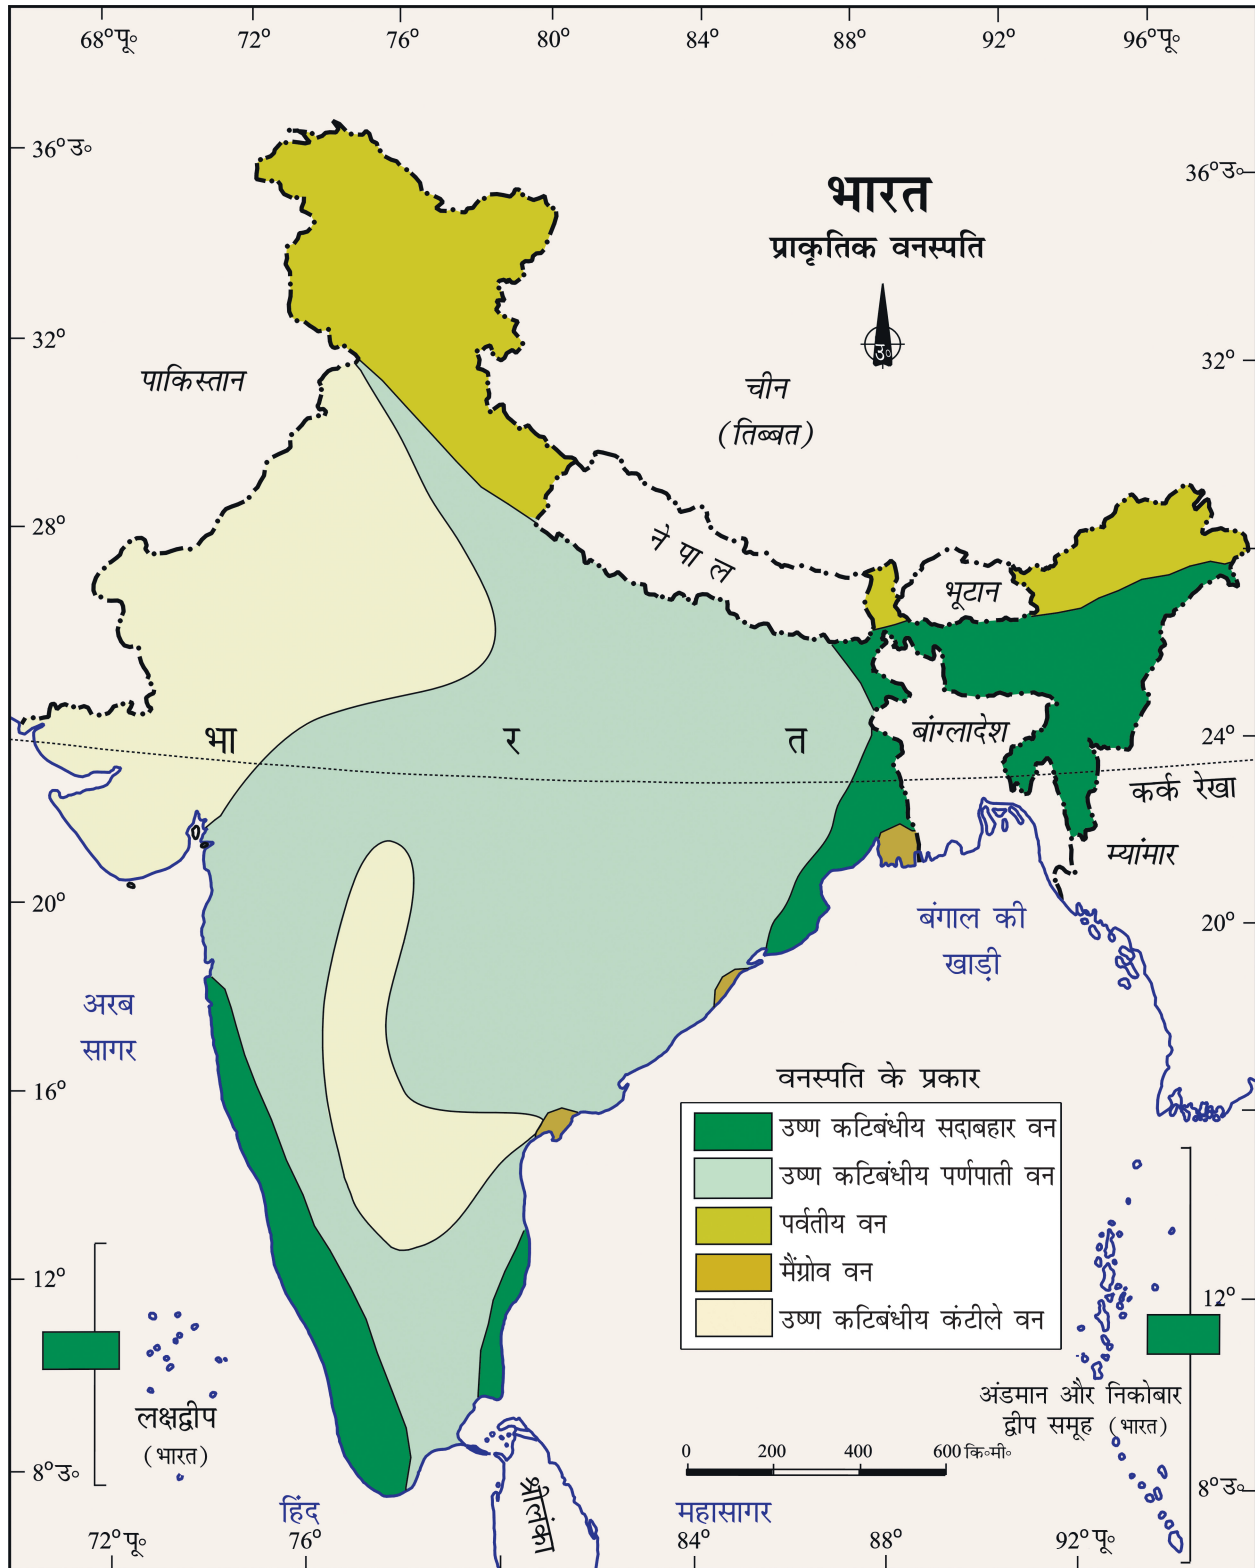 68°पू॰ 72° 76° 80° 84° 88° 92° 96°पू॰
36°उ॰
36°उ॰
भारत
प्राकृतिक वनस्पति
उ॰
32°
32°
पाकिस्तान
चीन
(तिब्बत)
28°
नेपाल
भूटान
भा र त
बांग्लादेश
24°
कर्क रेखा
म्यांमार
20°
20°
बंगाल की
खाड़ी
अरब
सागर
16°
वनस्पति के प्रकार
उष्ण कटिबंधीय सदाबहार वन
उष्ण कटिबंधीय पर्णपाती वन
पर्वतीय वन
मैंग्रोव वन
उष्ण कटिबंधीय कंटीले वन
12°
12°
लक्षद्वीप
(भारत)
अंडमान और निकोबार
द्वीप समूह (भारत)
0 200 400 600 कि॰मी॰
8°उ॰
8°उ॰
हिंद
श्रीलंका
महासागर
72°पू॰ 76° 84° 88° 92°पू॰